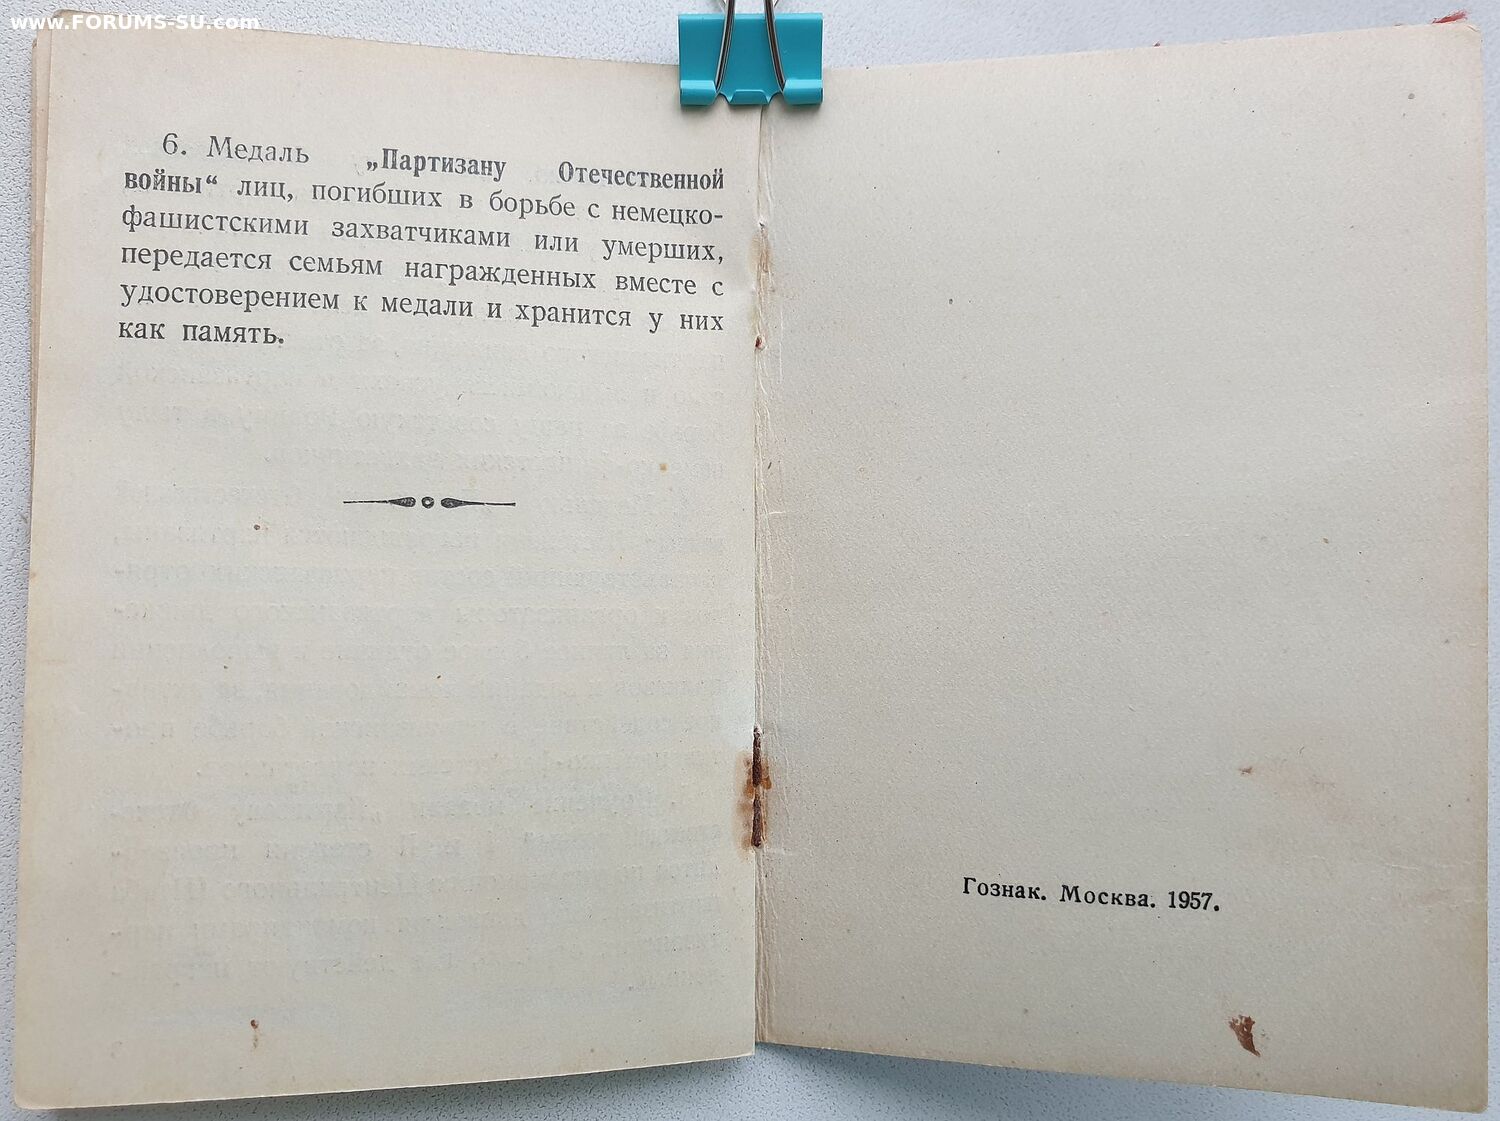 www.FORUMS-SU.com
6. Медаль „Партизану Отечественной
войны“ лиц, погибших в борьбе с немецко-
фашистскими захватчиками или умерших,
передается семьям награжденных вместе с
удостоверением к медали и хранится у них
как память.
Гознак. Москва. 1957.